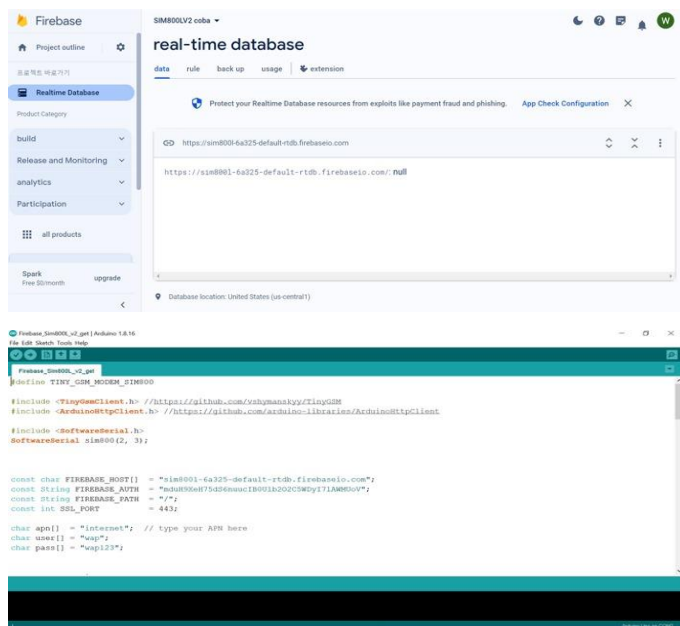 Firebase
SIM800LV2 coba
W
Project outline
real-time database
프로젝트 바로가기
data rule back up usage extension
Realtime Database
Product Category
Protect your Realtime Database resources from exploits like payment fraud and phishing. App Check Configuration
build
https://sim800l-6a325-default-rtdb.firebaseio.com
Release and Monitoring
https://sim800l-6a325-default-rtdb.firebaseio.com/: null
analytics
Participation
all products
Spark
Free $0/month
upgrade
Database location: United States (us-central1)
Firebase_Sim800L_v2_get | Arduino 1.8.16
File Edit Sketch Tools Help
Firebase_Sim800L_v2_get
#define TINY_GSM_MODEM_SIM800
#include <TinyGsmClient.h> //https://github.com/vshymanskyy/TinyGSM
#include <ArduinoHttpClient.h> //https://github.com/arduino-libraries/ArduinoHttpClient
#include <SoftwareSerial.h>
SoftwareSerial sim800(2, 3);
const char FIREBASE_HOST[] = "sim800l-6a325-default-rtdb.firebaseio.com";
const String FIREBASE_AUTH =
const String FIREBASE_PATH = "/";
const int SSL_PORT = 443;
char apn[] = "internet"; // type your APN here
char user[] = "wap";
char pass[] = "wap123";